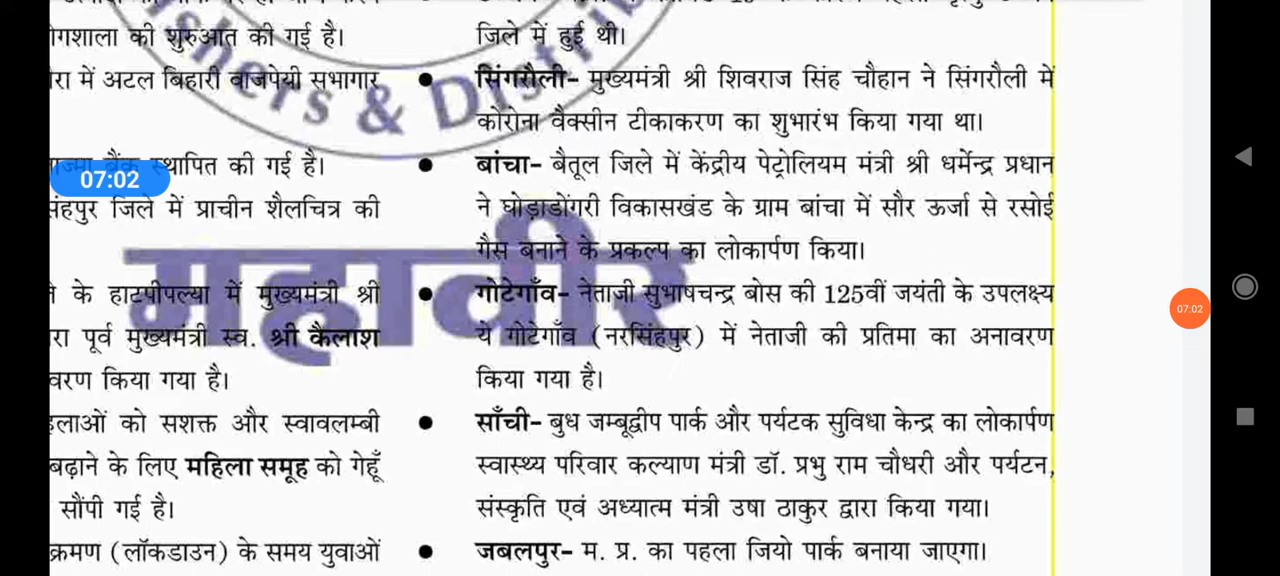 गशाला की शुरुआत की गई है।
में अटल बिहारी वाजपेयी सभागार
बैंक स्थापित की गई है।
07:02
जिले में प्राचीन शैलचित्र की
के हाटपीपल्या में मुख्यमंत्री श्री
पूर्व मुख्यमंत्री स्व. श्री कैलाश
वरण किया गया है।
को सशक्त और स्वावलम्बी
बढ़ाने के लिए महिला समूह को गेहूँ
सौंपी गई है।
क्रमण (लॉकडाउन) के समय युवाओं
जिले में हुई थी।
• सिंगरौली- मुख्यमंत्री श्री शिवराज सिंह चौहान ने सिंगरौली में
कोरोना वैक्सीन टीकाकरण का शुभारंभ किया गया था।
• बांचा- बैतूल जिले में केंद्रीय पेट्रोलियम मंत्री श्री धर्मेन्द्र प्रधान
ने घोड़ाडोंगरी विकासखंड के ग्राम बांचा में सौर ऊर्जा से रसोई
गैस बनाने के प्रकल्प का लोकार्पण किया।
• गोटेगाँव- नेताजी सुभाषचन्द्र बोस की 125वीं जयंती के उपलक्ष्य
ये गोटेगाँव (नरसिंहपुर) में नेताजी की प्रतिमा का अनावरण
किया गया है।
• साँची- बुध जम्बूद्वीप पार्क और पर्यटक सुविधा केन्द्र का लोकार्पण
स्वास्थ्य परिवार कल्याण मंत्री डॉ. प्रभु राम चौधरी और पर्यटन,
संस्कृति एवं अध्यात्म मंत्री उषा ठाकुर द्वारा किया गया।
• जबलपुर- म. प्र. का पहला जियो पार्क बनाया जाएगा।
shers & Distri
महावीर
07:02